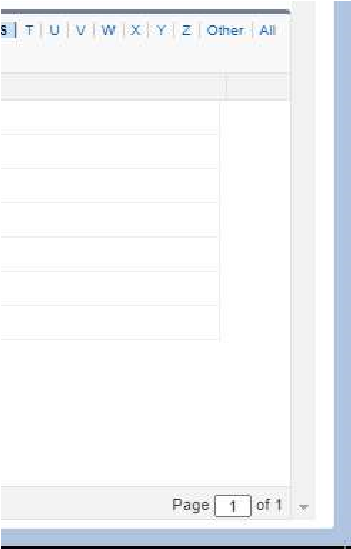 S | T | U | V | W | X | Y | Z | Other | All
Page 1 of 1